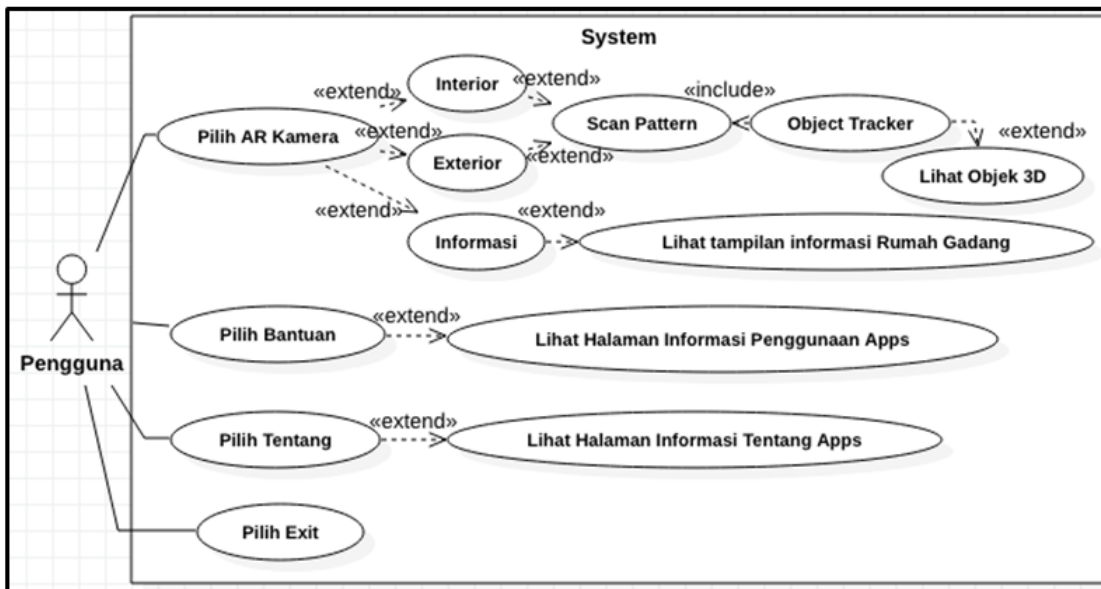 System
«extend»
Interior
«extend»
«include»
Pilih AR Kamera
«extend»
Scan Pattern
Object Tracker
«extend»
Exterior
«extend»
Lihat Objek 3D
«extend»
Informasi
«extend»
Lihat tampilan informasi Rumah Gadang
Pengguna
Pilih Bantuan
«extend»
Lihat Halaman Informasi Penggunaan Apps
Pilih Tentang
«extend»
Lihat Halaman Informasi Tentang Apps
Pilih Exit